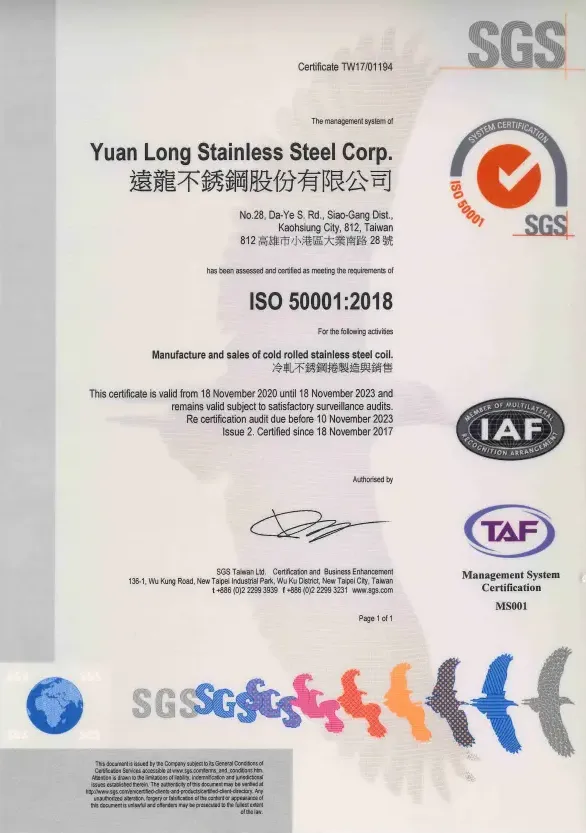 SGS
Certificate TW17/01194
The management system of
Yuan Long Stainless Steel Corp.
遠龍不銹鋼股份有限公司
No.28, Da-Ye S. Rd., Siao-Gang Dist.,
Kaohsiung City, 812, Taiwan
812 高雄市小港區大業南路 28 號
has been assessed and certified as meeting the requirements of
ISO 50001:2018
For the following activities
Manufacture and sales of cold rolled stainless steel coil.
冷軋不銹鋼捲製造與銷售
This certificate is valid from 18 November 2020 until 18 November 2023 and
remains valid subject to satisfactory surveillance audits.
Re certification audit due before 10 November 2023
Issue 2. Certified since 18 November 2017
Authorised by
SGS Taiwan Ltd. Certification and Business Enhancement
136-1, Wu Kung Road, New Taipei Industrial Park, Wu Ku District, New Taipei City, Taiwan
t +886 (0)2 2299 3939 f +886 (0)2 2299 3231 www.sgs.com
Page 1 of 1
SYSTEM CERTIFICATION
ISO 50001
SGS
MEMBER OF MULTILATERAL
IAF
RECOGNITION ARRANGEMENT
TAF
Management System
Certification
MS001
SGS SGS SGS
This document is issued by the Company subject to its General Conditions of
Certification Services accessible at www.sgs.com/terms_and_conditions.htm.
Attention is drawn to the limitations of liability, indemnification and jurisdictional
issues established therein. The authenticity of this document may be verified at
http://www.sgs.com/en/certified-clients-and-products/certified-client-directory. Any
unauthorized alteration, forgery or falsification of the content or appearance of
this document is unlawful and offenders may be prosecuted to the fullest extent
of the law.